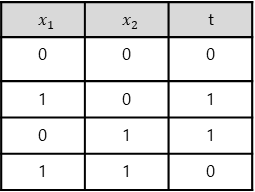 x₁ x₂ t
0 0 0
1 0 1
0 1 1
1 1 0